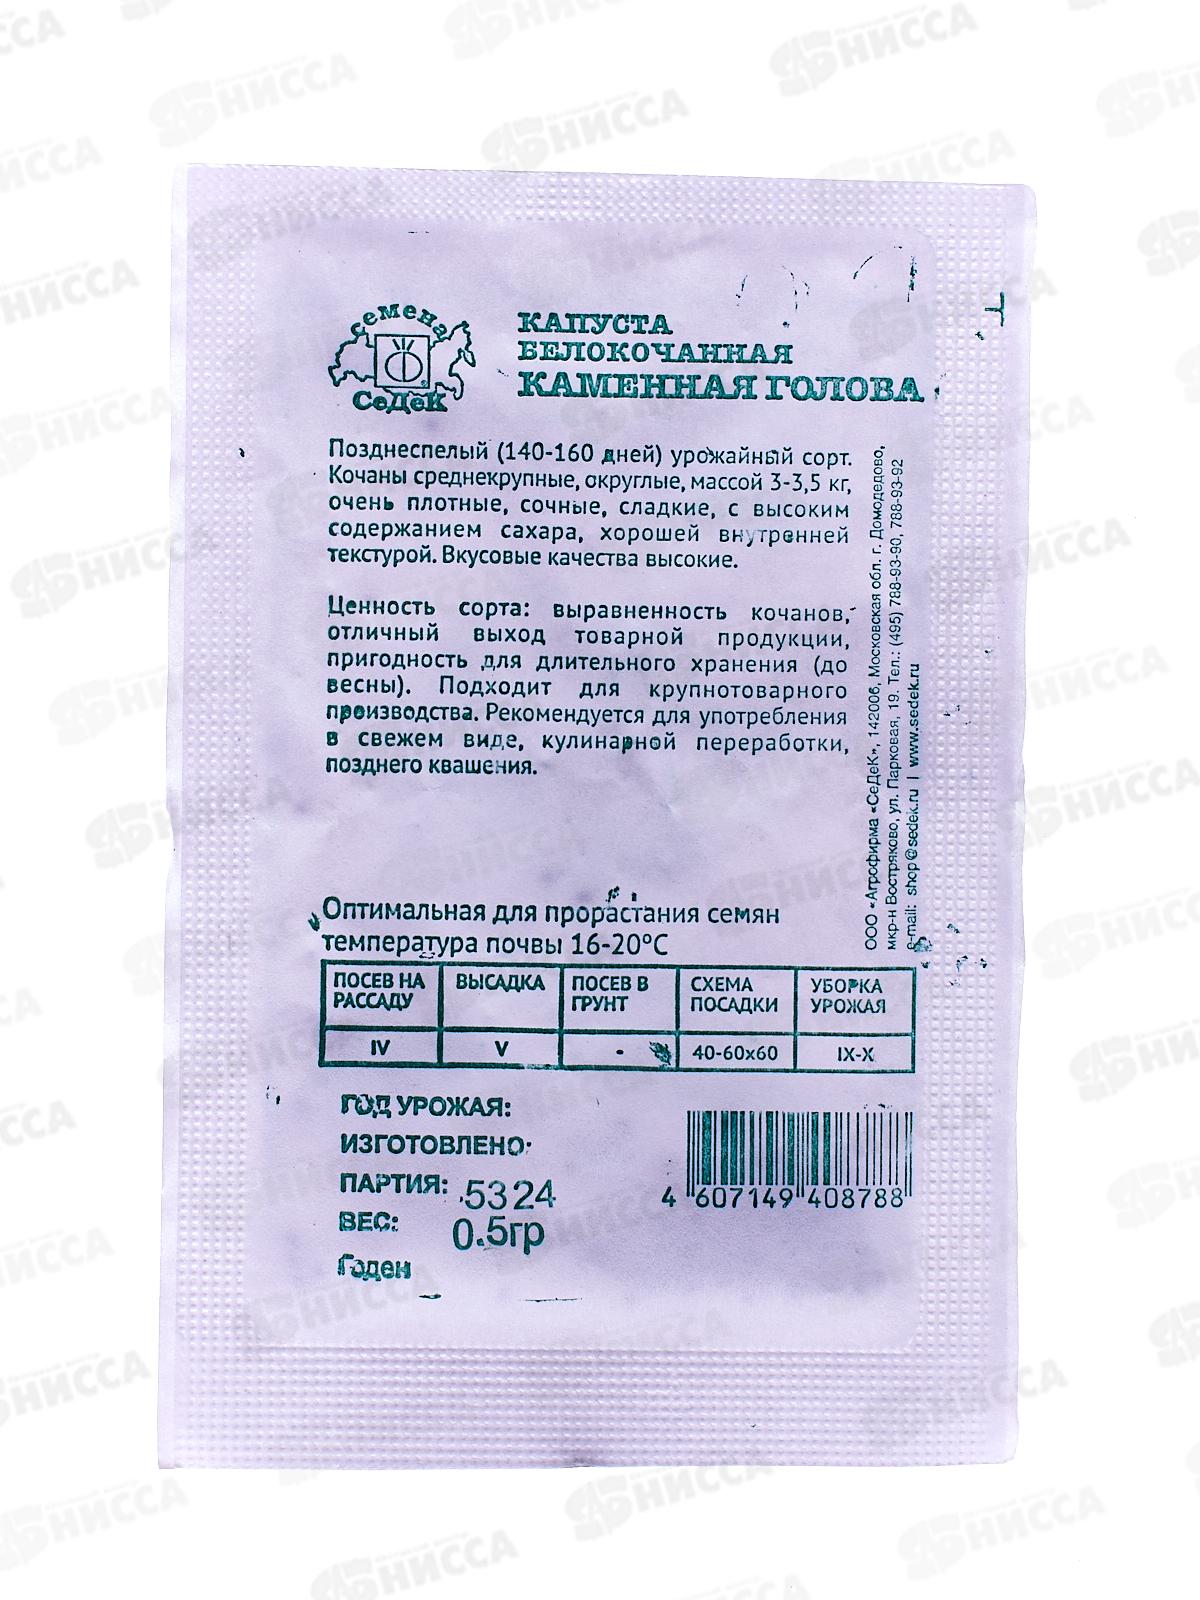 семена
СеДеК
КАПУСТА
БЕЛОКОЧАННАЯ
КАМЕННАЯ ГОЛОВА
Позднеспелый (140-160 дней) урожайный сорт.
Кочаны среднекрупные, округлые, массой 3-3,5 кг,
очень плотные, сочные, сладкие, с высоким
содержанием сахара, хорошей внутренней
текстурой. Вкусовые качества высокие.
Ценность сорта: выравненность кочанов,
отличный выход товарной продукции,
пригодность для длительного хранения (до
весны). Подходит для крупнотоварного
производства. Рекомендуется для употребления
в свежем виде, кулинарной переработки,
позднего квашения.
ООО «Агрофирма «СеДеК», 142006, Московская обл. г. Домодедово,
мкр-н Востряково, ул. Парковая, 19. Тел.: (495) 788-93-90, 788-93-92
e-mail: shop@sedek.ru | www.sedek.ru
Оптимальная для прорастания семян
температура почвы 16-20°C
ПОСЕВ НА РАССАДУ ВЫСАДКА ПОСЕВ В ГРУНТ СХЕМА ПОСАДКИ УБОРКА УРОЖАЯ
IV V - 40-60x60 IX-X
ГОД УРОЖАЯ:
ИЗГОТОВЛЕНО:
ПАРТИЯ: 5324
ВЕС: 0.5гр
Годен
4 607149 408788
НИССА